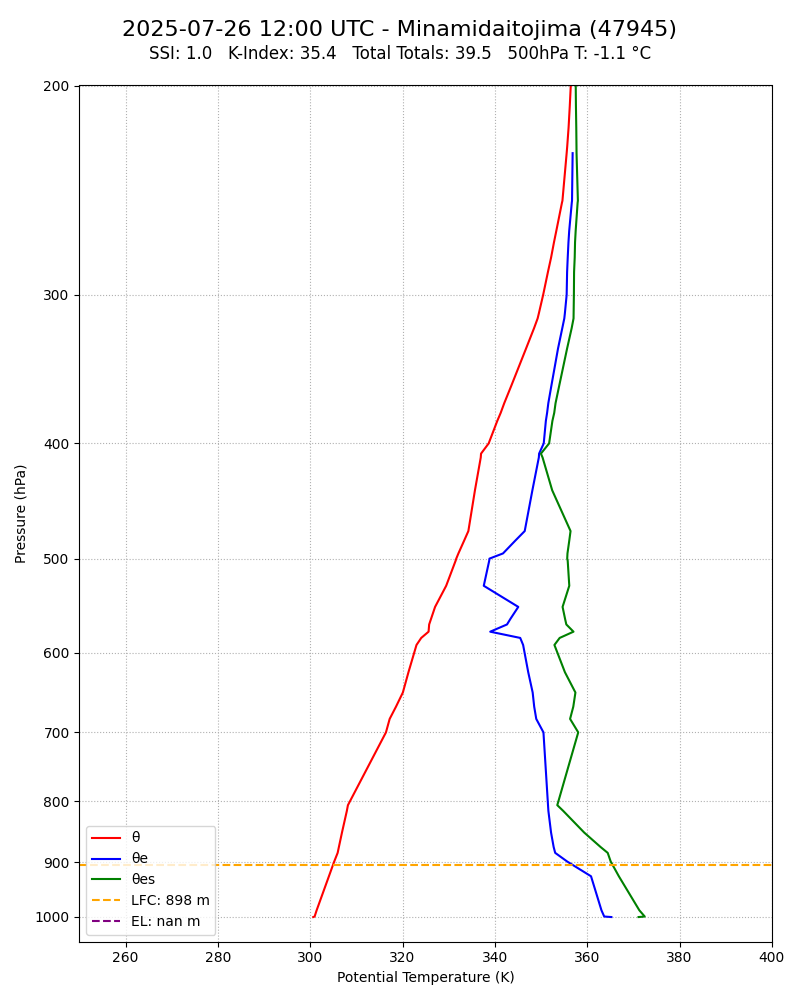 2025-07-26 12:00 UTC - Minamidaitojima (47945)
SSI: 1.0   K-Index: 35.4   Total Totals: 39.5   500hPa T: -1.1 °C
200
300
400
500
600
700
800
900
1000
Pressure (hPa)
θ
θe
θes
LFC: 898 m
EL: nan m
260 280 300 320 340 360 380 400
Potential Temperature (K)